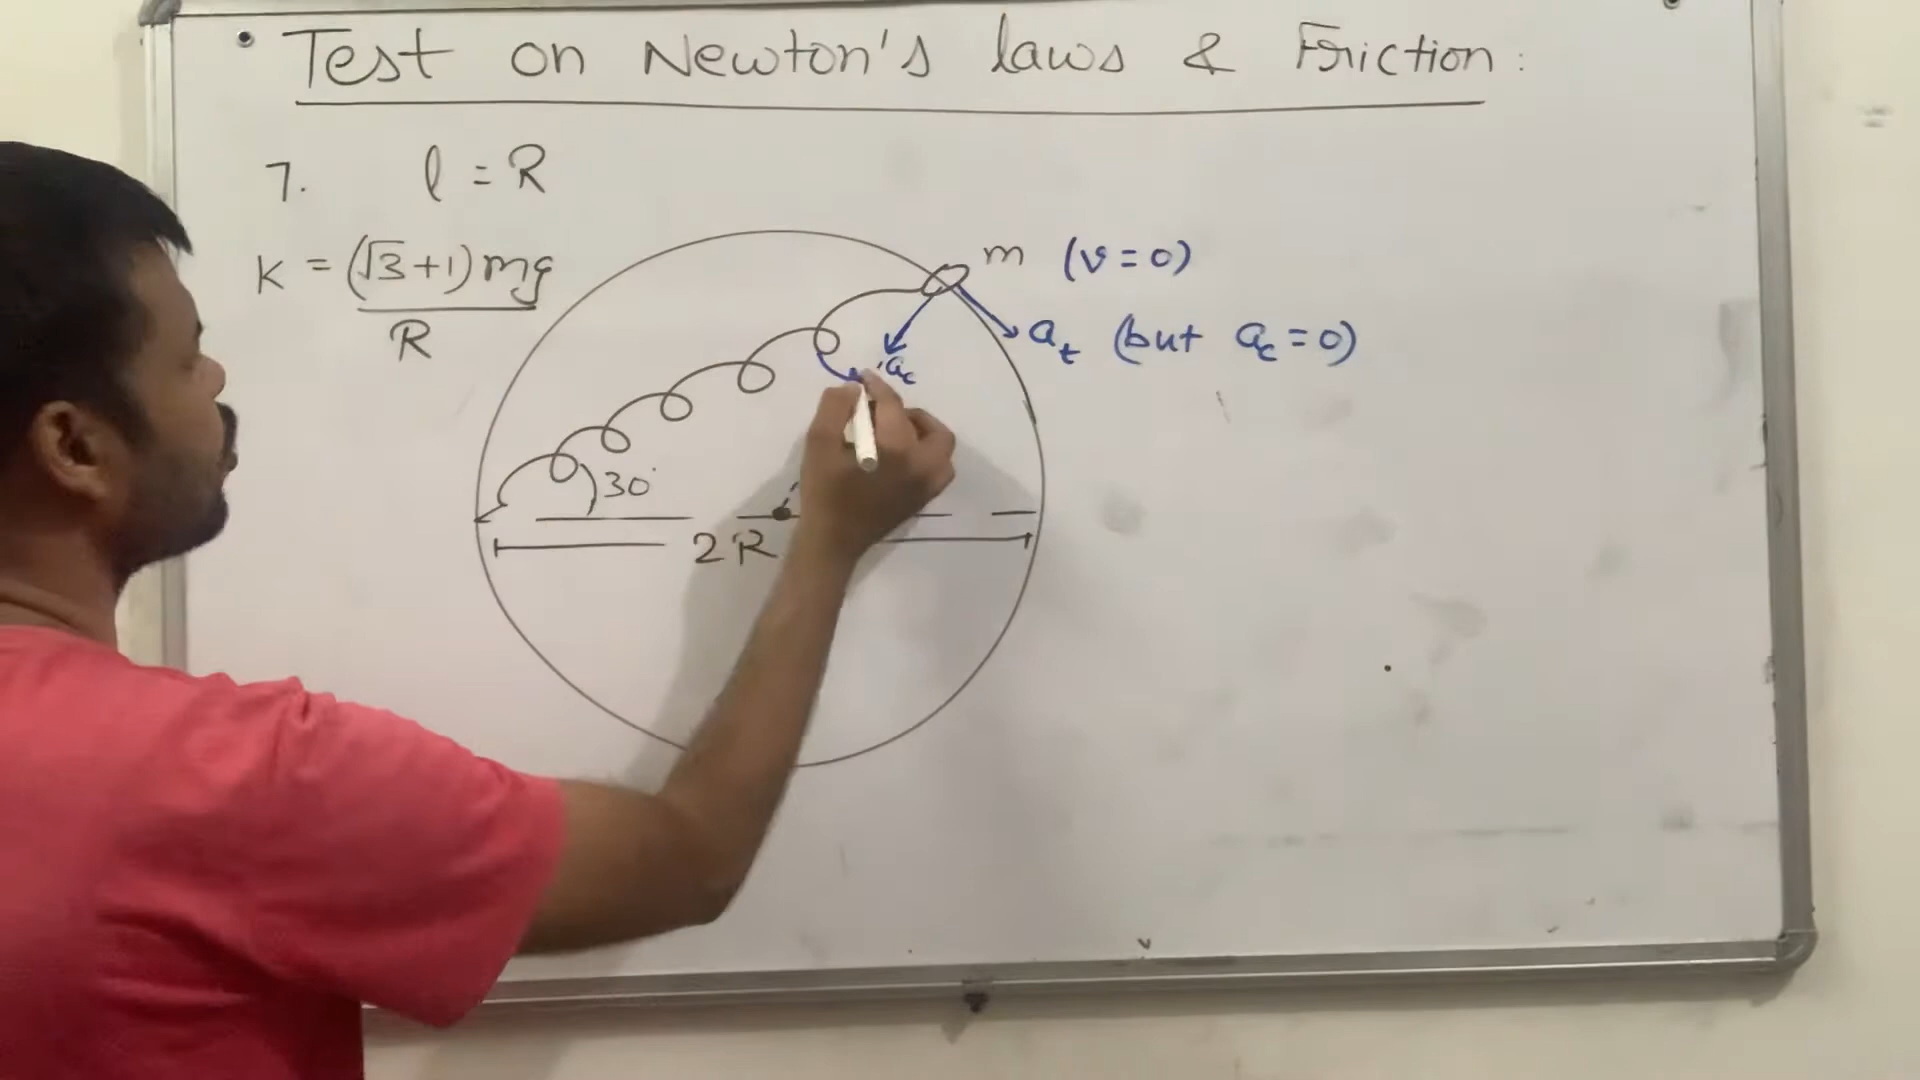 Test on Newton's laws & Friction :
7. l = R
K = (√3+1)mg
R
m (v=0)
a_t (but a_c = 0)
a_c
30°
2R